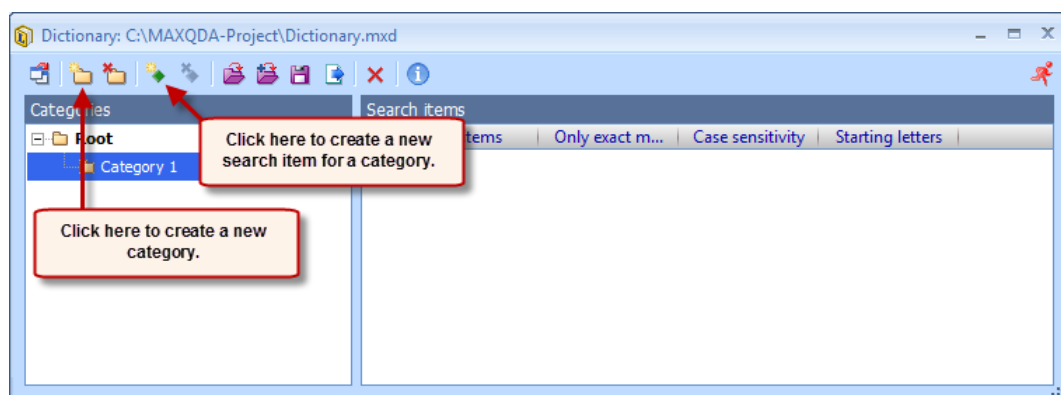 Dictionary: C:\MAXQDA-Project\Dictionary.mxd
Categories
Search items
Root
tems
Only exact m...
Case sensitivity
Starting letters
Category 1
Click here to create a new
search item for a category.
Click here to create a new
category.